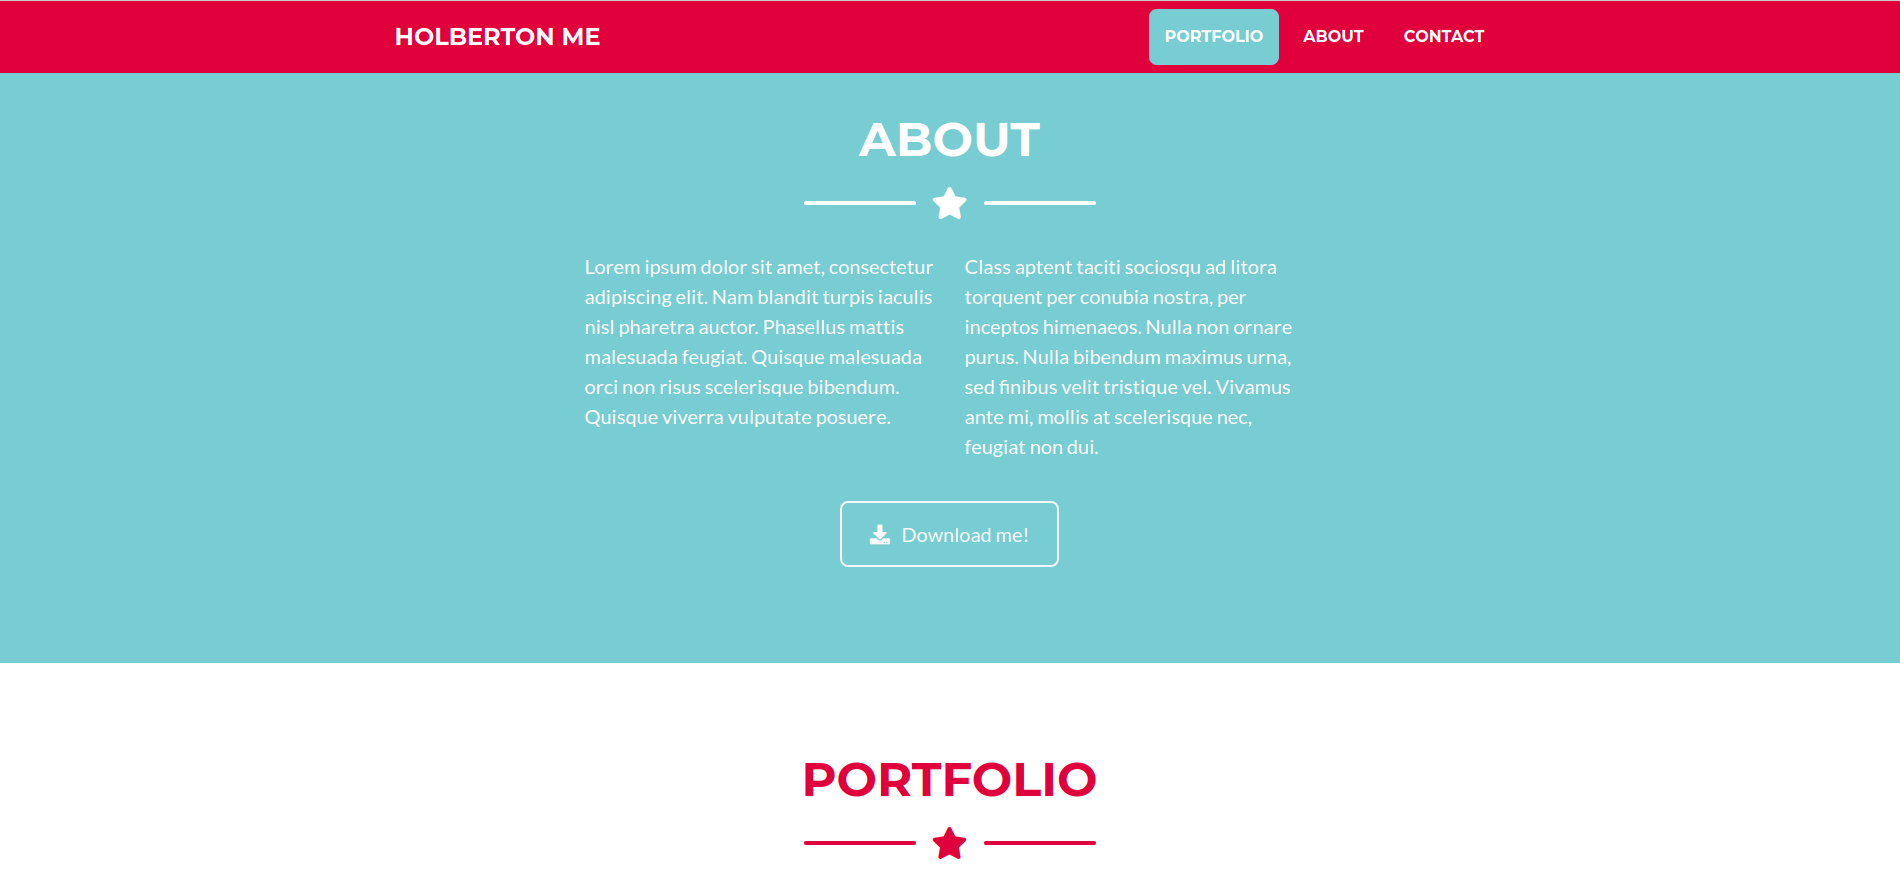 HOLBERTON ME
PORTFOLIO
ABOUT
CONTACT
ABOUT
Lorem ipsum dolor sit amet, consectetur
adipiscing elit. Nam blandit turpis iaculis
nisl pharetra auctor. Phasellus mattis
malesuada feugiat. Quisque malesuada
orci non risus scelerisque bibendum.
Quisque viverra vulputate posuere.
Class aptent taciti sociosqu ad litora
torquent per conubia nostra, per
inceptos himenaeos. Nulla non ornare
purus. Nulla bibendum maximus urna,
sed finibus velit tristique vel. Vivamus
ante mi, mollis at scelerisque nec,
feugiat non dui.
Download me!
PORTFOLIO